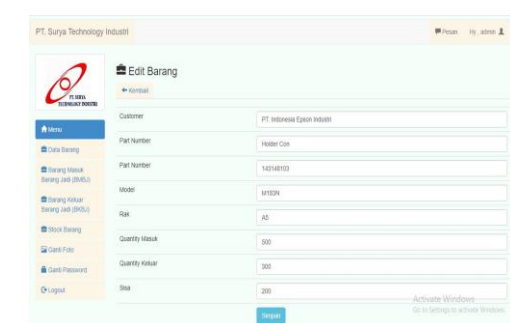 PT. Surya Technology Industri
Pesan Hy , admin
PT SURYA
TECHNOLOGY INDUSTRI
Edit Barang
Kembali
Menu
Data Barang
Barang Masuk
Barang Jadi (BMBJ)
Barang Keluar
Barang Jadi (BKBJ)
Stock Barang
Ganti Foto
Ganti Password
Logout
Customer PT. Indonesia Epson Industri
Part Number Holder Con
Part Number 143148103
Model M183N
Rak A5
Quantity Masuk 500
Quantity Keluar 300
Sisa 200
Simpan
Activate Windows
Go to Settings to activate Windows.